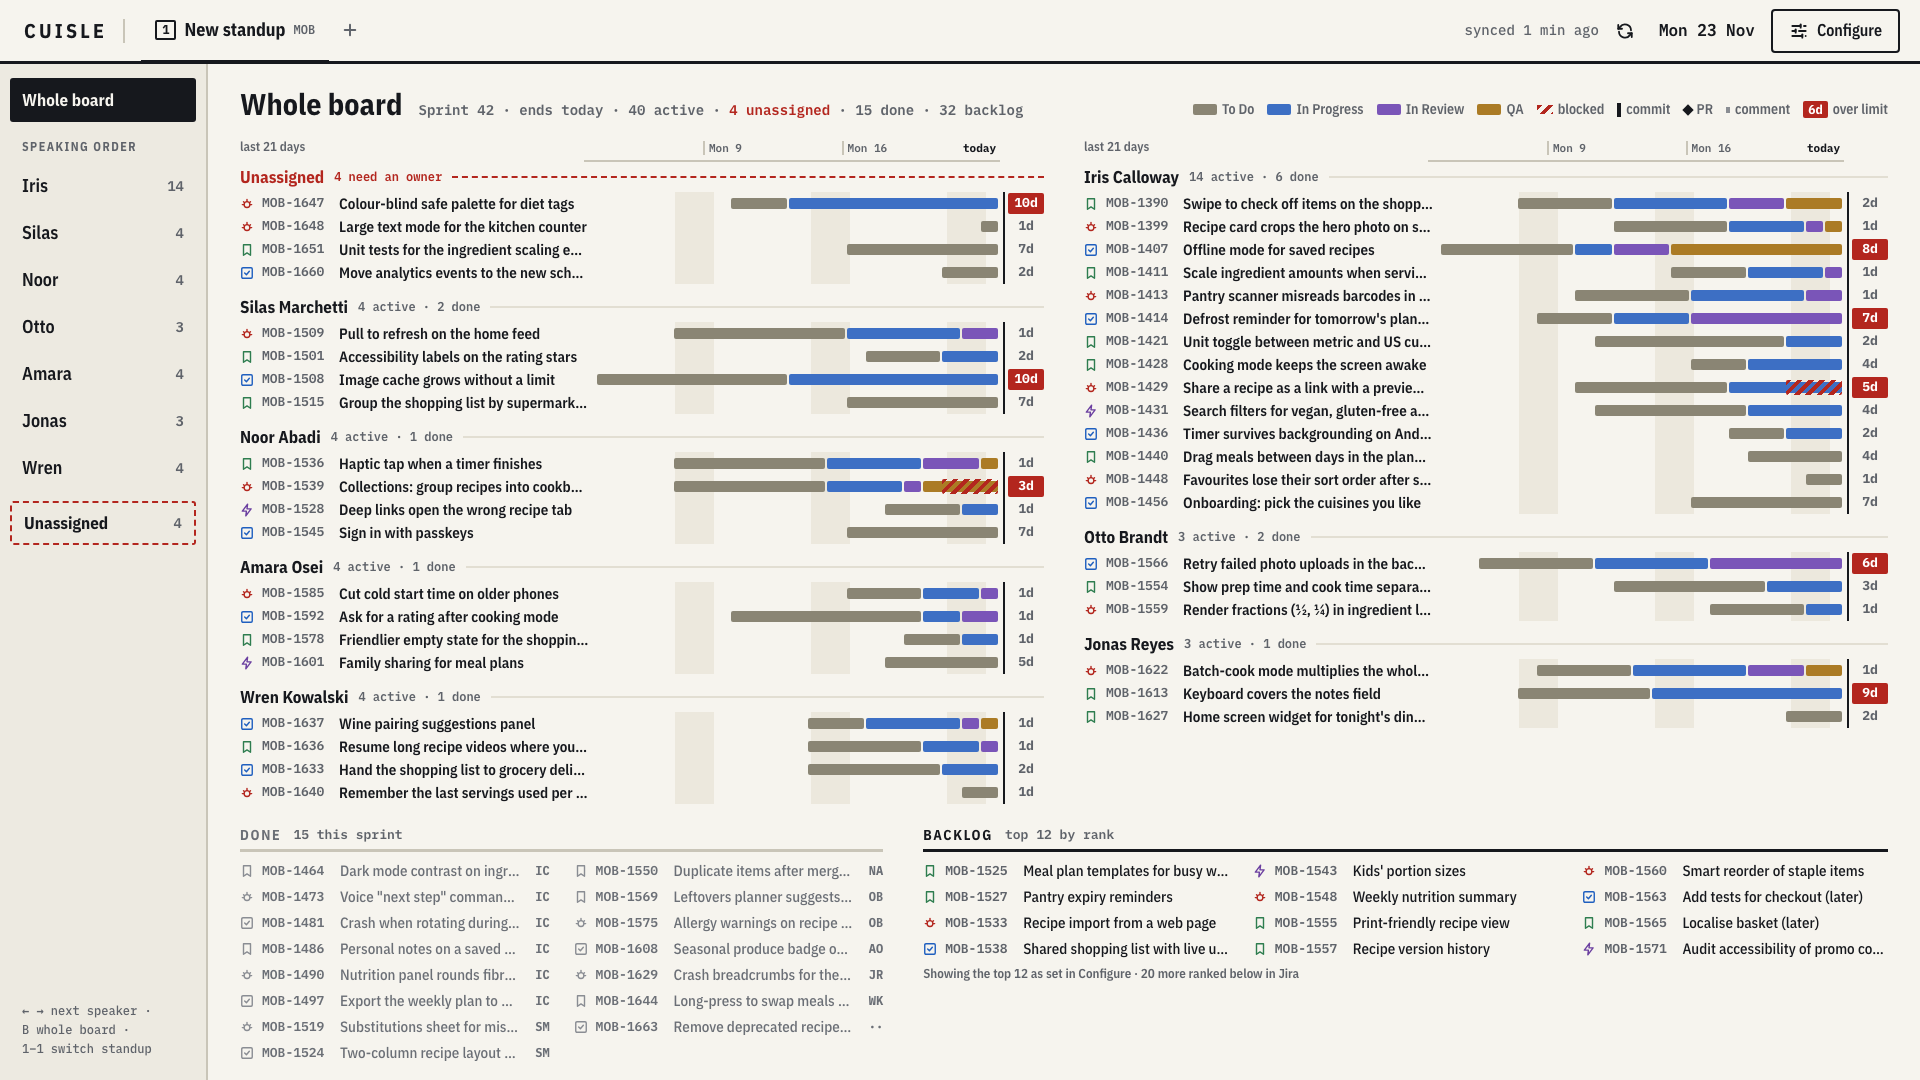 CUISLE
1 New standup MOB
+
synced 1 min ago
Mon 23 Nov
Configure
Whole board
SPEAKING ORDER
Iris 14
Silas 4
Noor 4
Otto 3
Amara 4
Jonas 3
Wren 4
Unassigned 4
← → next speaker ·
B whole board ·
1–1 switch standup
Whole board
Sprint 42 · ends today · 40 active · 4 unassigned · 15 done · 32 backlog
To Do In Progress In Review QA blocked commit PR comment 6d over limit
last 21 days Mon 9 Mon 16 today
Unassigned 4 need an owner
MOB-1647 Colour-blind safe palette for diet tags 10d
MOB-1648 Large text mode for the kitchen counter 1d
MOB-1651 Unit tests for the ingredient scaling e... 7d
MOB-1660 Move analytics events to the new sch... 2d
Silas Marchetti 4 active · 2 done
MOB-1509 Pull to refresh on the home feed 1d
MOB-1501 Accessibility labels on the rating stars 2d
MOB-1508 Image cache grows without a limit 10d
MOB-1515 Group the shopping list by supermark... 7d
Noor Abadi 4 active · 1 done
MOB-1536 Haptic tap when a timer finishes 1d
MOB-1539 Collections: group recipes into cookb... 3d
MOB-1528 Deep links open the wrong recipe tab 1d
MOB-1545 Sign in with passkeys 7d
Amara Osei 4 active · 1 done
MOB-1585 Cut cold start time on older phones 1d
MOB-1592 Ask for a rating after cooking mode 1d
MOB-1578 Friendlier empty state for the shoppin... 1d
MOB-1601 Family sharing for meal plans 5d
Wren Kowalski 4 active · 1 done
MOB-1637 Wine pairing suggestions panel 1d
MOB-1636 Resume long recipe videos where you... 1d
MOB-1633 Hand the shopping list to grocery deli... 2d
MOB-1640 Remember the last servings used per ... 1d
last 21 days Mon 9 Mon 16 today
Iris Calloway 14 active · 6 done
MOB-1390 Swipe to check off items on the shopp... 2d
MOB-1399 Recipe card crops the hero photo on s... 1d
MOB-1407 Offline mode for saved recipes 8d
MOB-1411 Scale ingredient amounts when servi... 1d
MOB-1413 Pantry scanner misreads barcodes in ... 1d
MOB-1414 Defrost reminder for tomorrow's plan... 7d
MOB-1421 Unit toggle between metric and US cu... 2d
MOB-1428 Cooking mode keeps the screen awake 4d
MOB-1429 Share a recipe as a link with a previe... 5d
MOB-1431 Search filters for vegan, gluten-free a... 4d
MOB-1436 Timer survives backgrounding on And... 2d
MOB-1440 Drag meals between days in the plan... 4d
MOB-1448 Favourites lose their sort order after s... 1d
MOB-1456 Onboarding: pick the cuisines you like 7d
Otto Brandt 3 active · 2 done
MOB-1566 Retry failed photo uploads in the bac... 6d
MOB-1554 Show prep time and cook time separa... 3d
MOB-1559 Render fractions (½, ¼) in ingredient l... 1d
Jonas Reyes 3 active · 1 done
MOB-1622 Batch-cook mode multiplies the whol... 1d
MOB-1613 Keyboard covers the notes field 9d
MOB-1627 Home screen widget for tonight's din... 2d
DONE 15 this sprint
MOB-1464 Dark mode contrast on ingr... IC
MOB-1473 Voice "next step" comman... IC
MOB-1481 Crash when rotating during... IC
MOB-1486 Personal notes on a saved ... IC
MOB-1490 Nutrition panel rounds fibr... IC
MOB-1497 Export the weekly plan to ... IC
MOB-1519 Substitutions sheet for mis... SM
MOB-1524 Two-column recipe layout ... SM
MOB-1550 Duplicate items after merg... NA
MOB-1569 Leftovers planner suggests... OB
MOB-1575 Allergy warnings on recipe ... OB
MOB-1608 Seasonal produce badge o... AO
MOB-1629 Crash breadcrumbs for the... JR
MOB-1644 Long-press to swap meals ... WK
MOB-1663 Remove deprecated recipe... ··
BACKLOG top 12 by rank
MOB-1525 Meal plan templates for busy w...
MOB-1527 Pantry expiry reminders
MOB-1533 Recipe import from a web page
MOB-1538 Shared shopping list with live u...
MOB-1543 Kids' portion sizes
MOB-1548 Weekly nutrition summary
MOB-1555 Print-friendly recipe view
MOB-1557 Recipe version history
MOB-1560 Smart reorder of staple items
MOB-1563 Add tests for checkout (later)
MOB-1565 Localise basket (later)
MOB-1571 Audit accessibility of promo co...
Showing the top 12 as set in Configure · 20 more ranked below in Jira